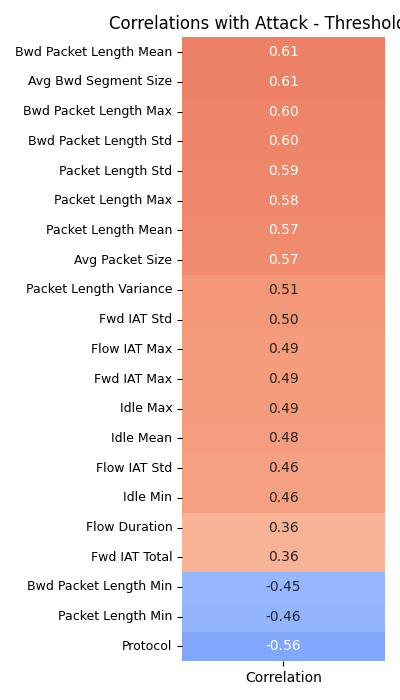 Correlations with Attack - Threshold
Bwd Packet Length Mean 0.61
Avg Bwd Segment Size 0.61
Bwd Packet Length Max 0.60
Bwd Packet Length Std 0.60
Packet Length Std 0.59
Packet Length Max 0.58
Packet Length Mean 0.57
Avg Packet Size 0.57
Packet Length Variance 0.51
Fwd IAT Std 0.50
Flow IAT Max 0.49
Fwd IAT Max 0.49
Idle Max 0.49
Idle Mean 0.48
Flow IAT Std 0.46
Idle Min 0.46
Flow Duration 0.36
Fwd IAT Total 0.36
Bwd Packet Length Min -0.45
Packet Length Min -0.46
Protocol -0.56
Correlation